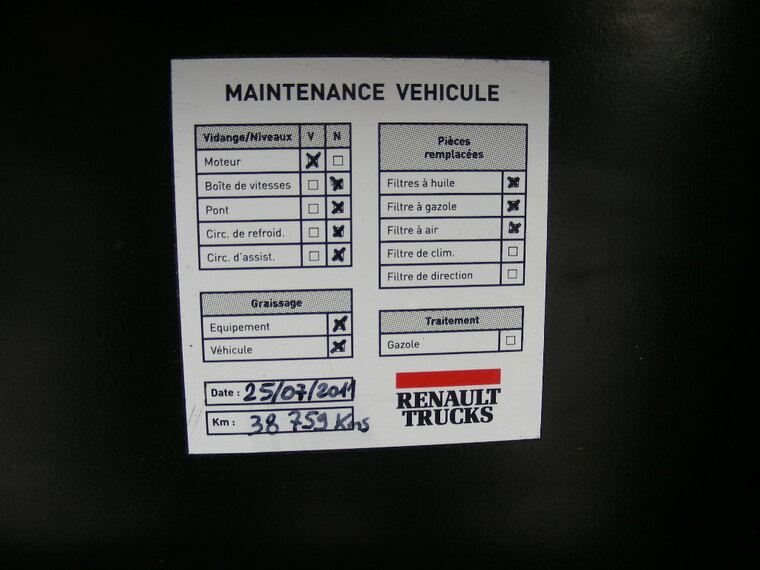 MAINTENANCE VEHICULE
Vidange/Niveaux V N
Moteur
Boîte de vitesses
Pont
Circ. de refroid.
Circ. d'assist.
Graissage
Equipement
Véhicule
Date : 25/07/2011
Km : 38 759 Kms
Pièces
remplacées
Filtres à huile
Filtre à gazole
Filtre à air
Filtre de clim.
Filtre de direction
Traitement
Gazole
RENAULT
TRUCKS